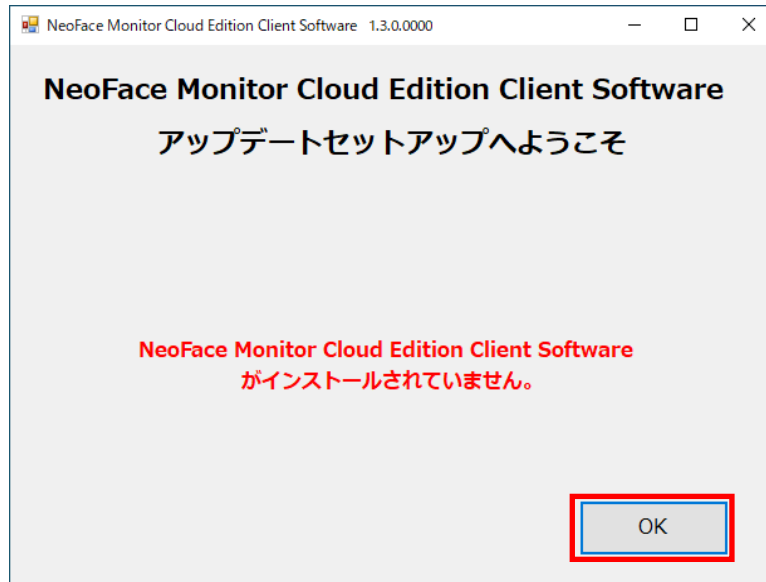 NeoFace Monitor Cloud Edition Client Software 1.3.0.0000
NeoFace Monitor Cloud Edition Client Software
アップデートセットアップへようこそ
NeoFace Monitor Cloud Edition Client Software
がインストールされていません。
OK